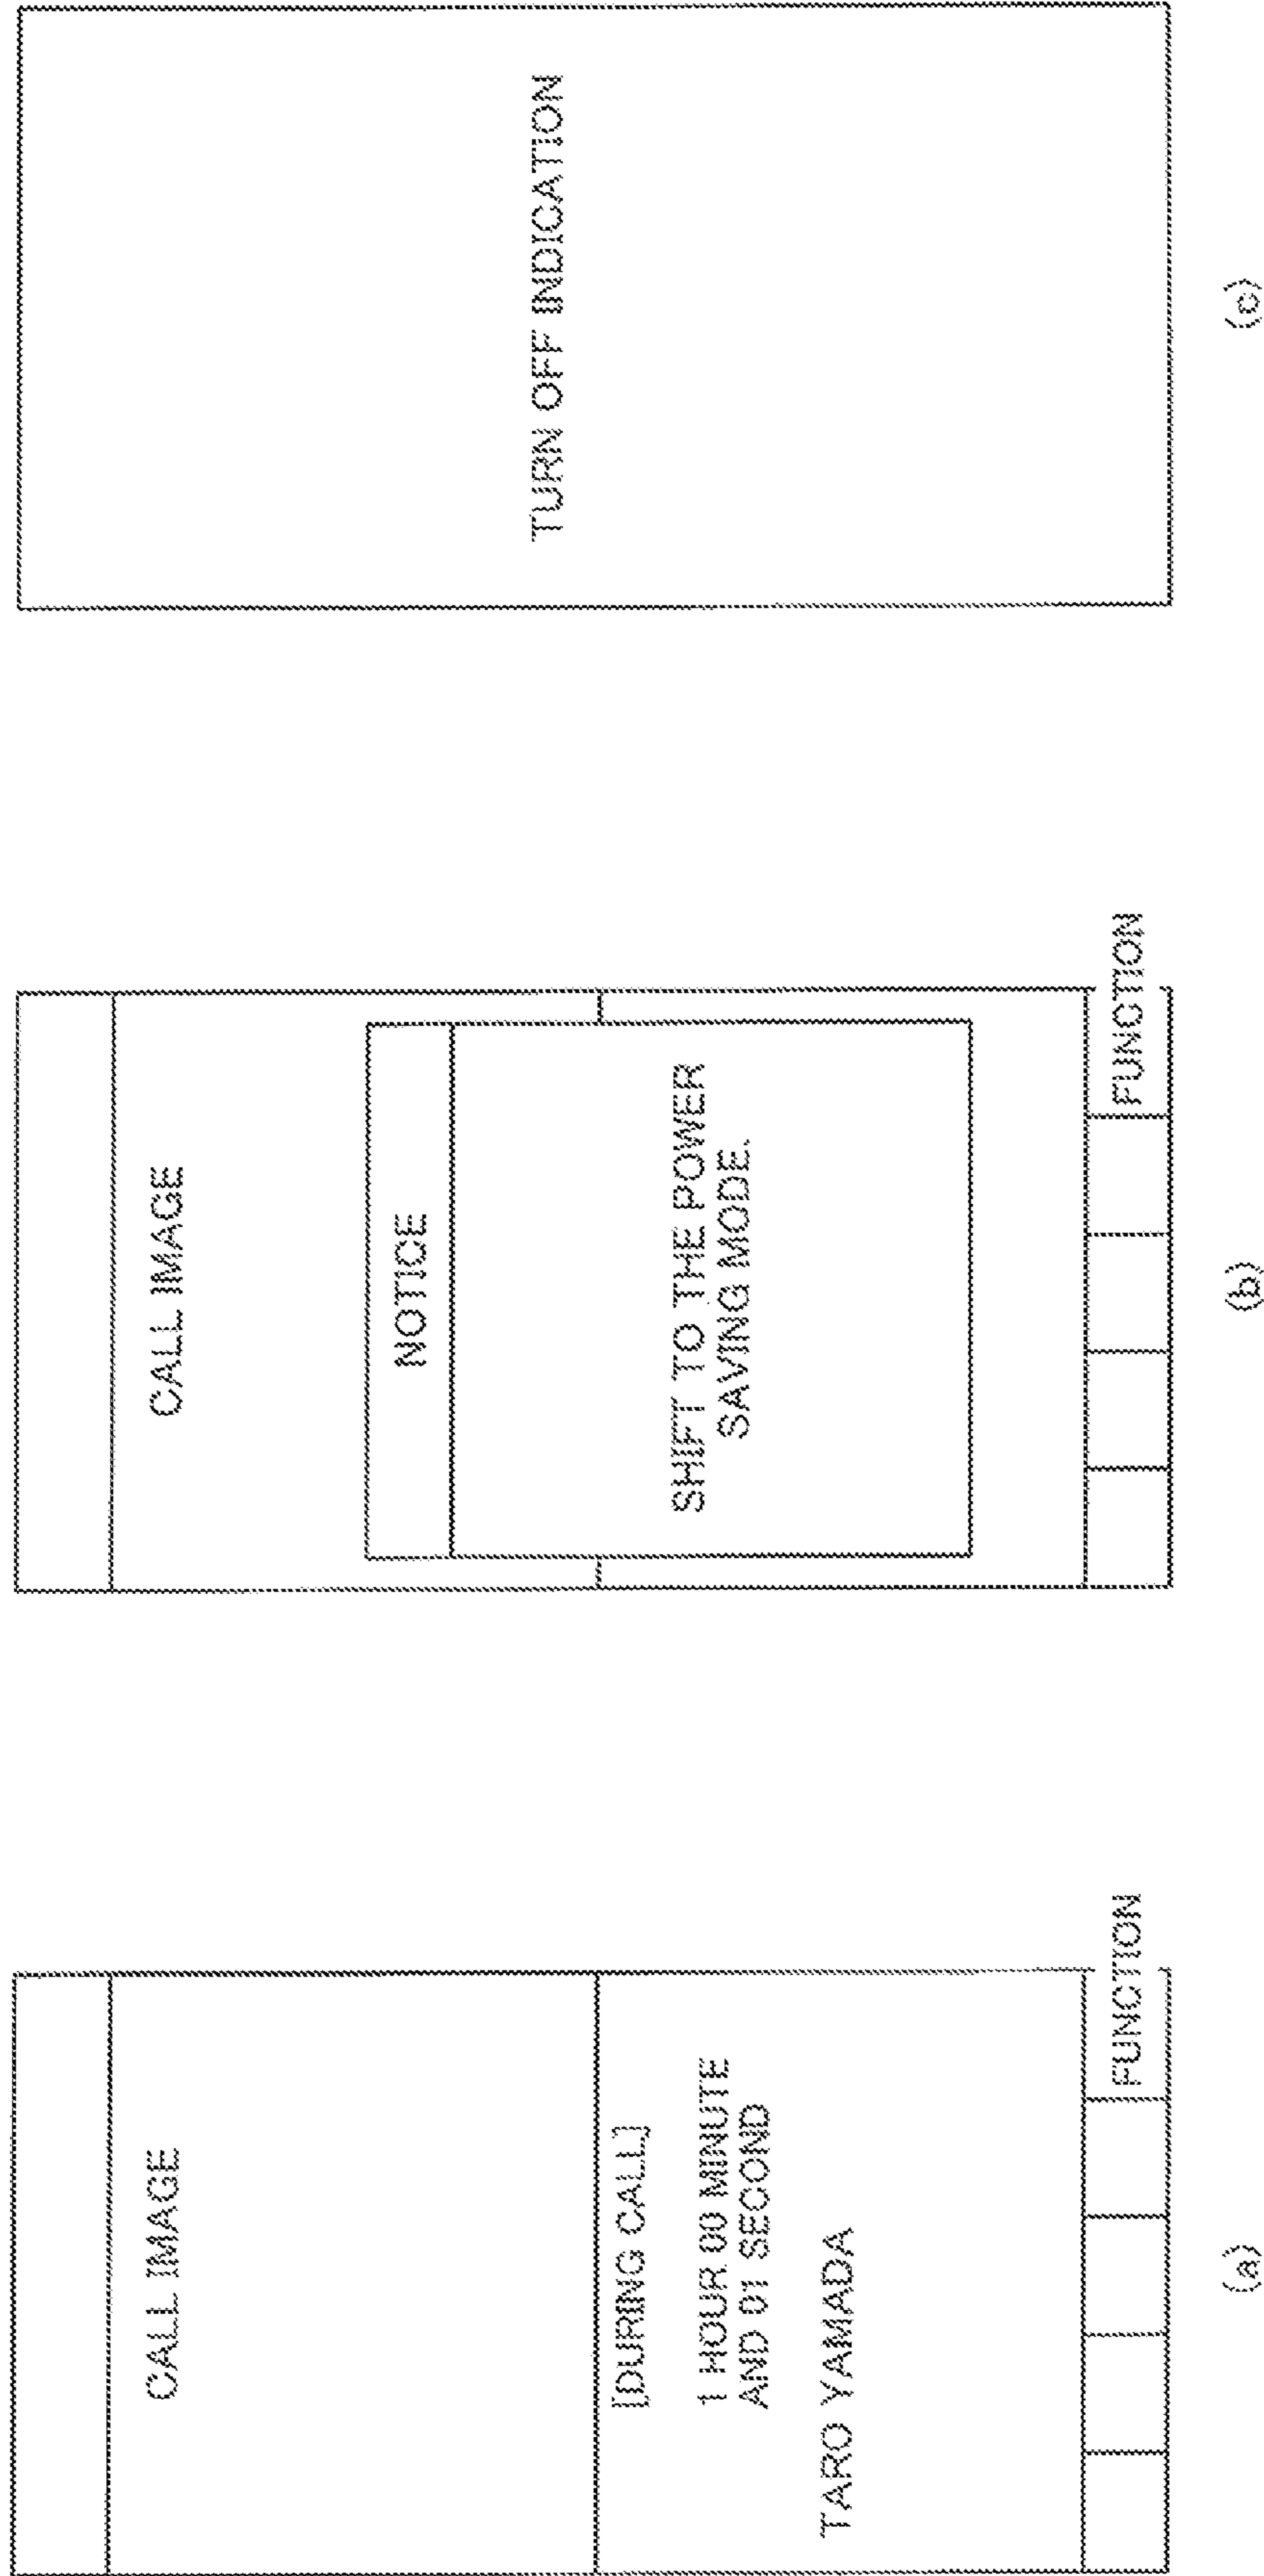 CALL IMAGE
[DURING CALL]
1 HOUR 00 MINUTE
AND 01 SECOND
TARO YAMADA
FUNCTION
(a)
CALL IMAGE
NOTICE
SHIFT TO THE POWER
SAVING MODE.
FUNCTION
(b)
TURN OFF INDICATION
(c)